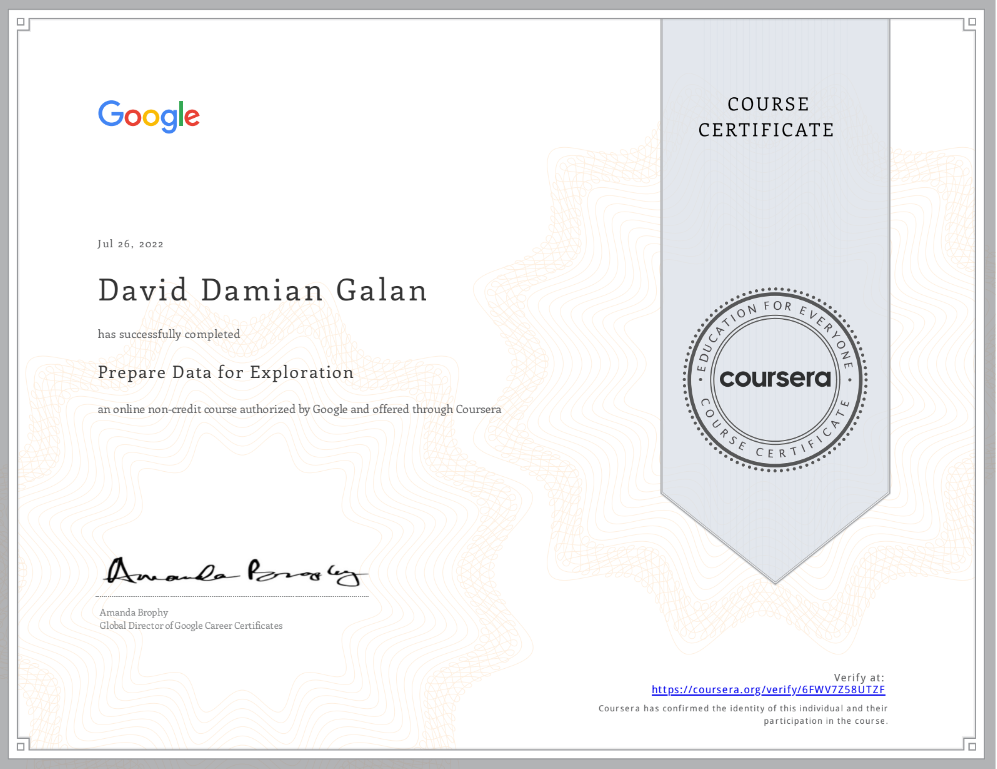 Google
COURSE
CERTIFICATE
Jul 26, 2022
David Damian Galan
has successfully completed
Prepare Data for Exploration
an online non-credit course authorized by Google and offered through Coursera
EDUCATION FOR EVERYONE
coursera
COURSE CERTIFICATE
Amanda Brophy
Amanda Brophy
Global Director of Google Career Certificates
Verify at:
https://coursera.org/verify/6FWV7Z58UTZF
Coursera has confirmed the identity of this individual and their
participation in the course.